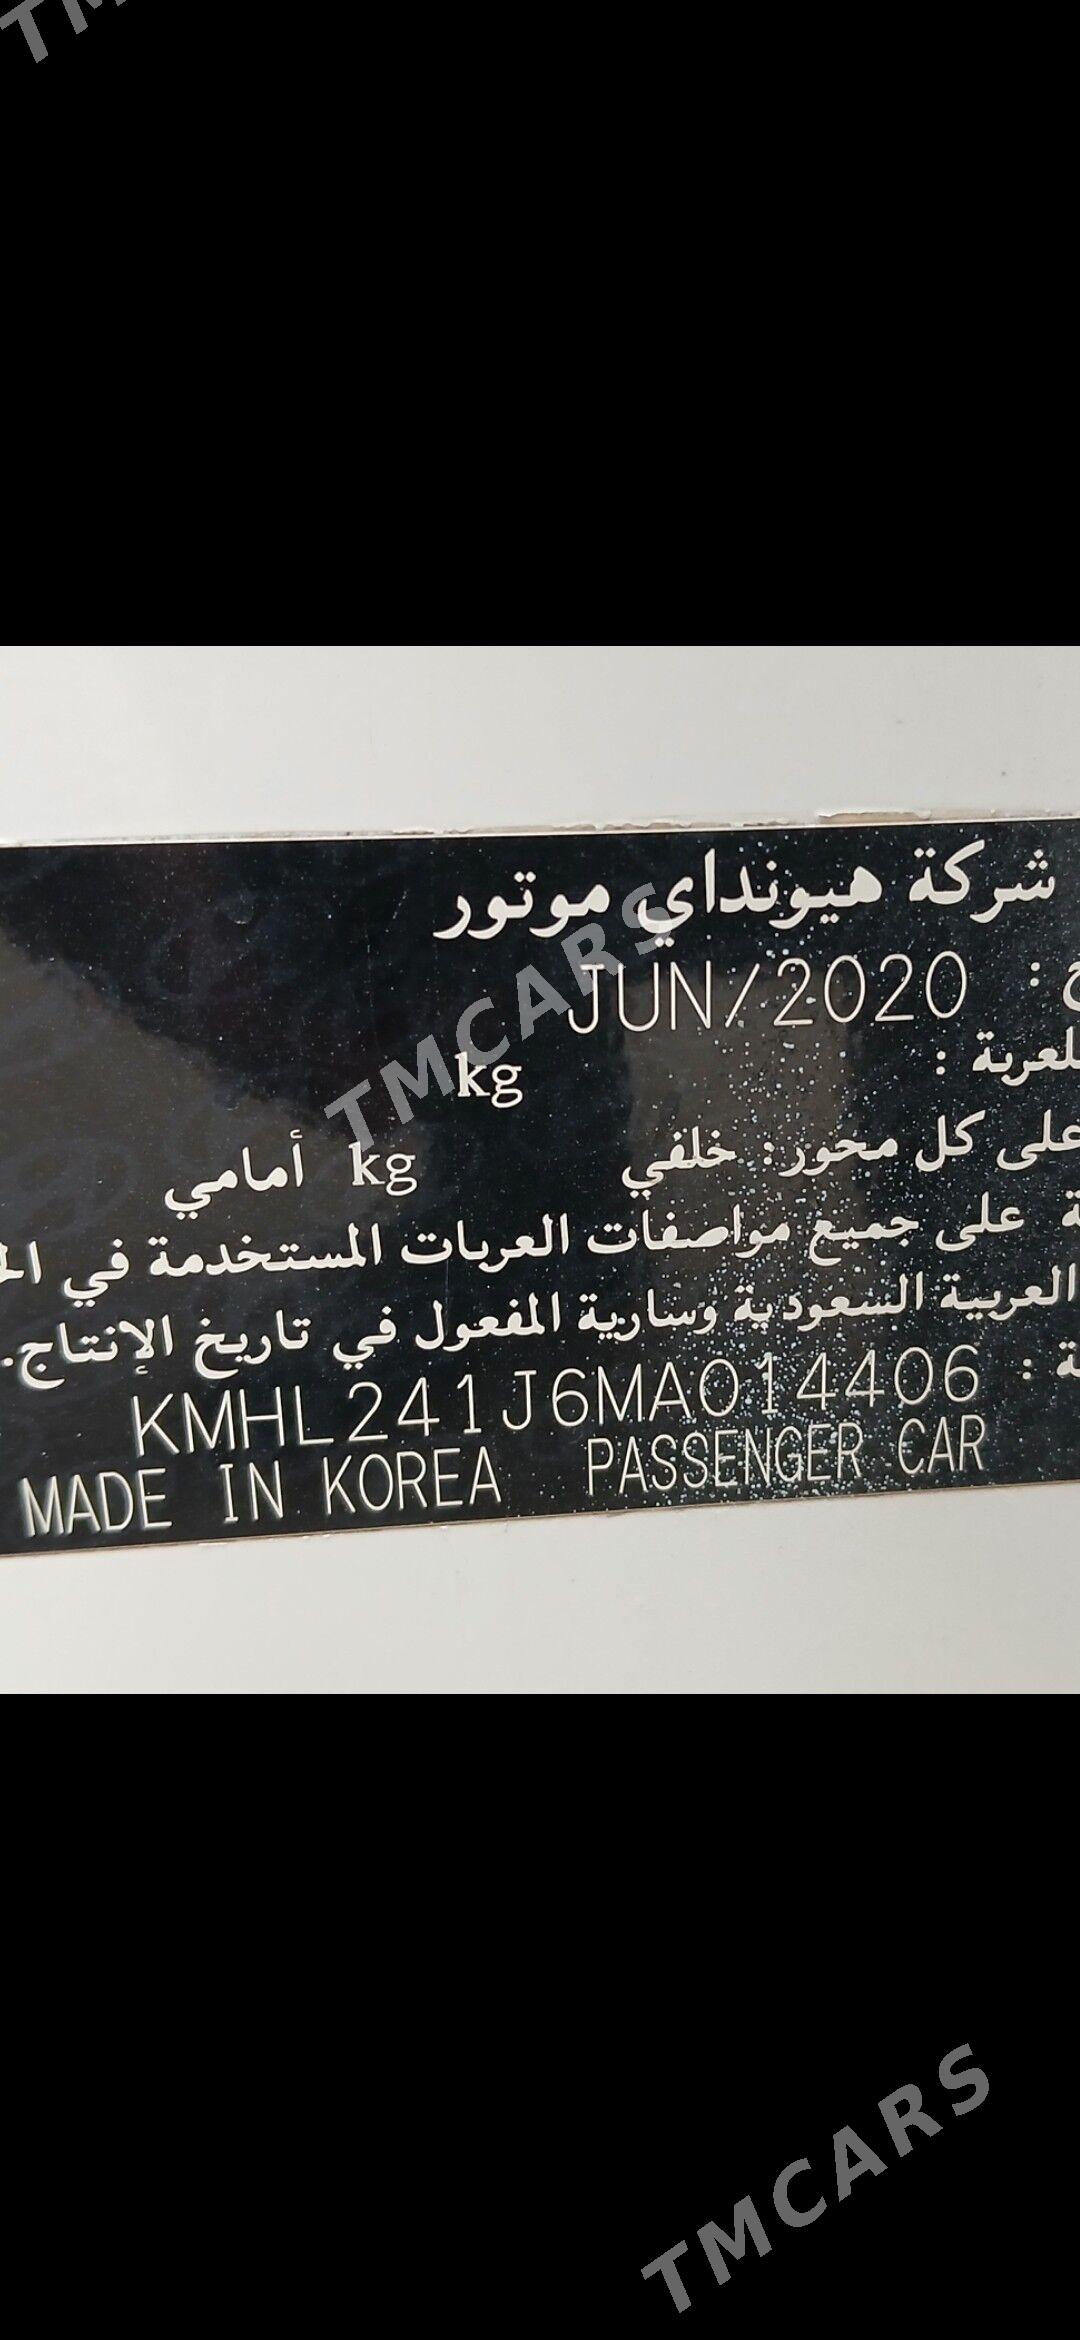 شركة هيونداي موتور
JUN/2020 :
kg للعربة :
على كل محور: خلفي kg أمامي
على جميع مواصفات العربات المستخدمة في
العربية السعودية وسارية المفعول في تاريخ الإنتاج.
KMHL241J6MA014406 :
MADE IN KOREA PASSENGER CAR
TMCARS
TMCARS